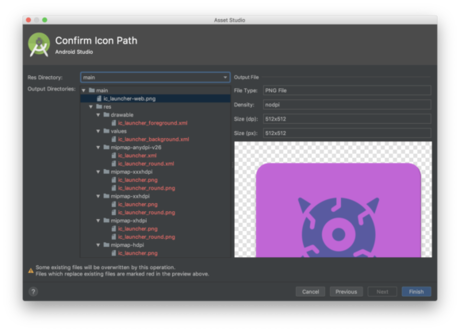 Asset Studio
Confirm Icon Path
Android Studio
Res Directory:
main
Output Directories:
main
ic_launcher-web.png
res
drawable
ic_launcher_foreground.xml
values
ic_launcher_background.xml
mipmap-anydpi-v26
ic_launcher.xml
ic_launcher_round.xml
mipmap-xxxhdpi
ic_launcher.png
ic_launcher_round.png
mipmap-xxhdpi
ic_launcher.png
ic_launcher_round.png
mipmap-xhdpi
ic_launcher.png
ic_launcher_round.png
mipmap-hdpi
ic_launcher.png
Output File
File Type:
PNG File
Density:
nodpi
Size (dp):
512x512
Size (px):
512x512
Some existing files will be overwritten by this operation.
Files which replace existing files are marked red in the preview above.
?
Cancel
Previous
Next
Finish